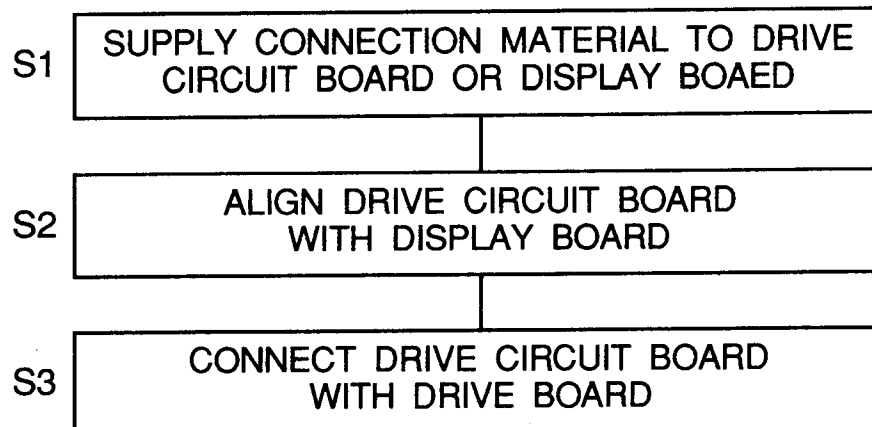 S1
SUPPLY CONNECTION MATERIAL TO DRIVE
CIRCUIT BOARD OR DISPLAY BOAED
S2
ALIGN DRIVE CIRCUIT BOARD
WITH DISPLAY BOARD
S3
CONNECT DRIVE CIRCUIT BOARD
WITH DRIVE BOARD